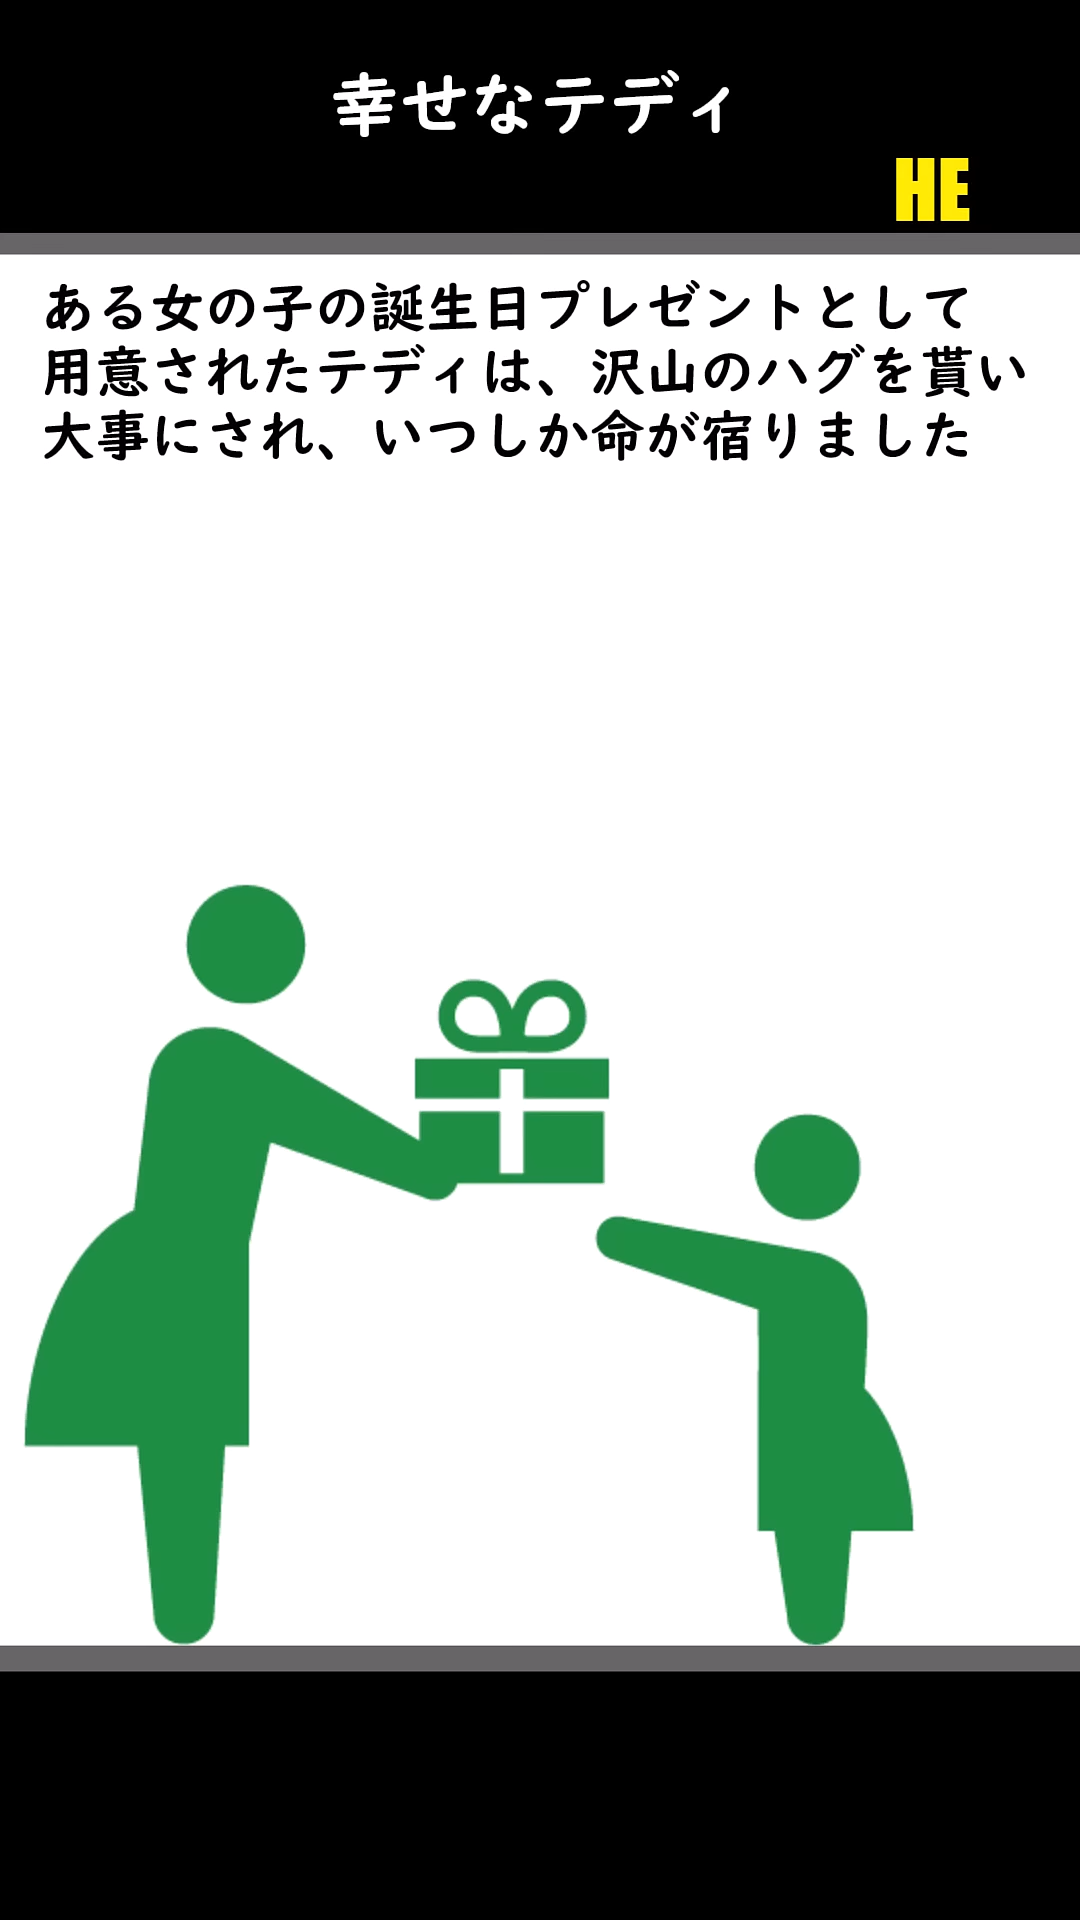 幸せなテディ
HE
ある女の子の誕生日プレゼントとして
用意されたテディは、沢山のハグを貰い
大事にされ、いつしか命が宿りました